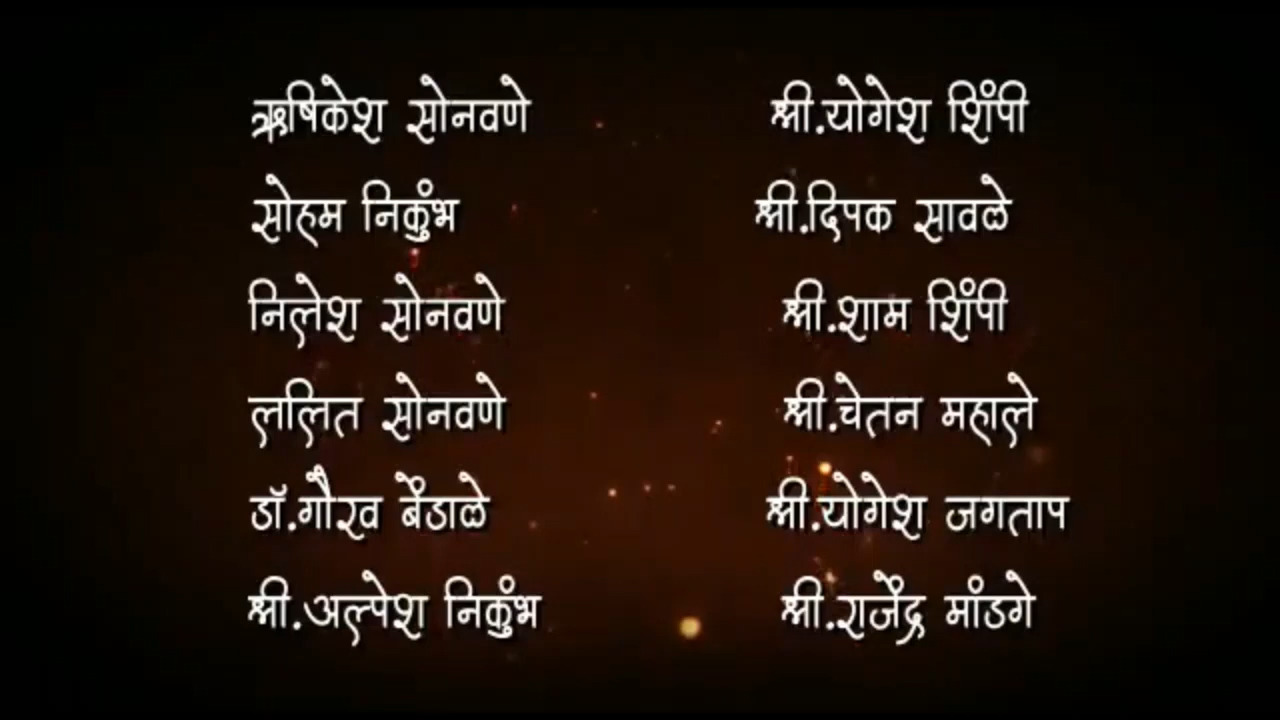 ऋषिकेश सोनवणे
सोहम निकुंभ
निलेश सोनवणे
ललित सोनवणे
डॉ.गौरव बेंडाळे
श्री.अल्पेश निकुंभ
श्री.योगेश शिंपी
श्री.दिपक सावळे
श्री.शाम शिंपी
श्री.चेतन महाले
श्री.योगेश जगताप
श्री.राजेंद्र मांडगे